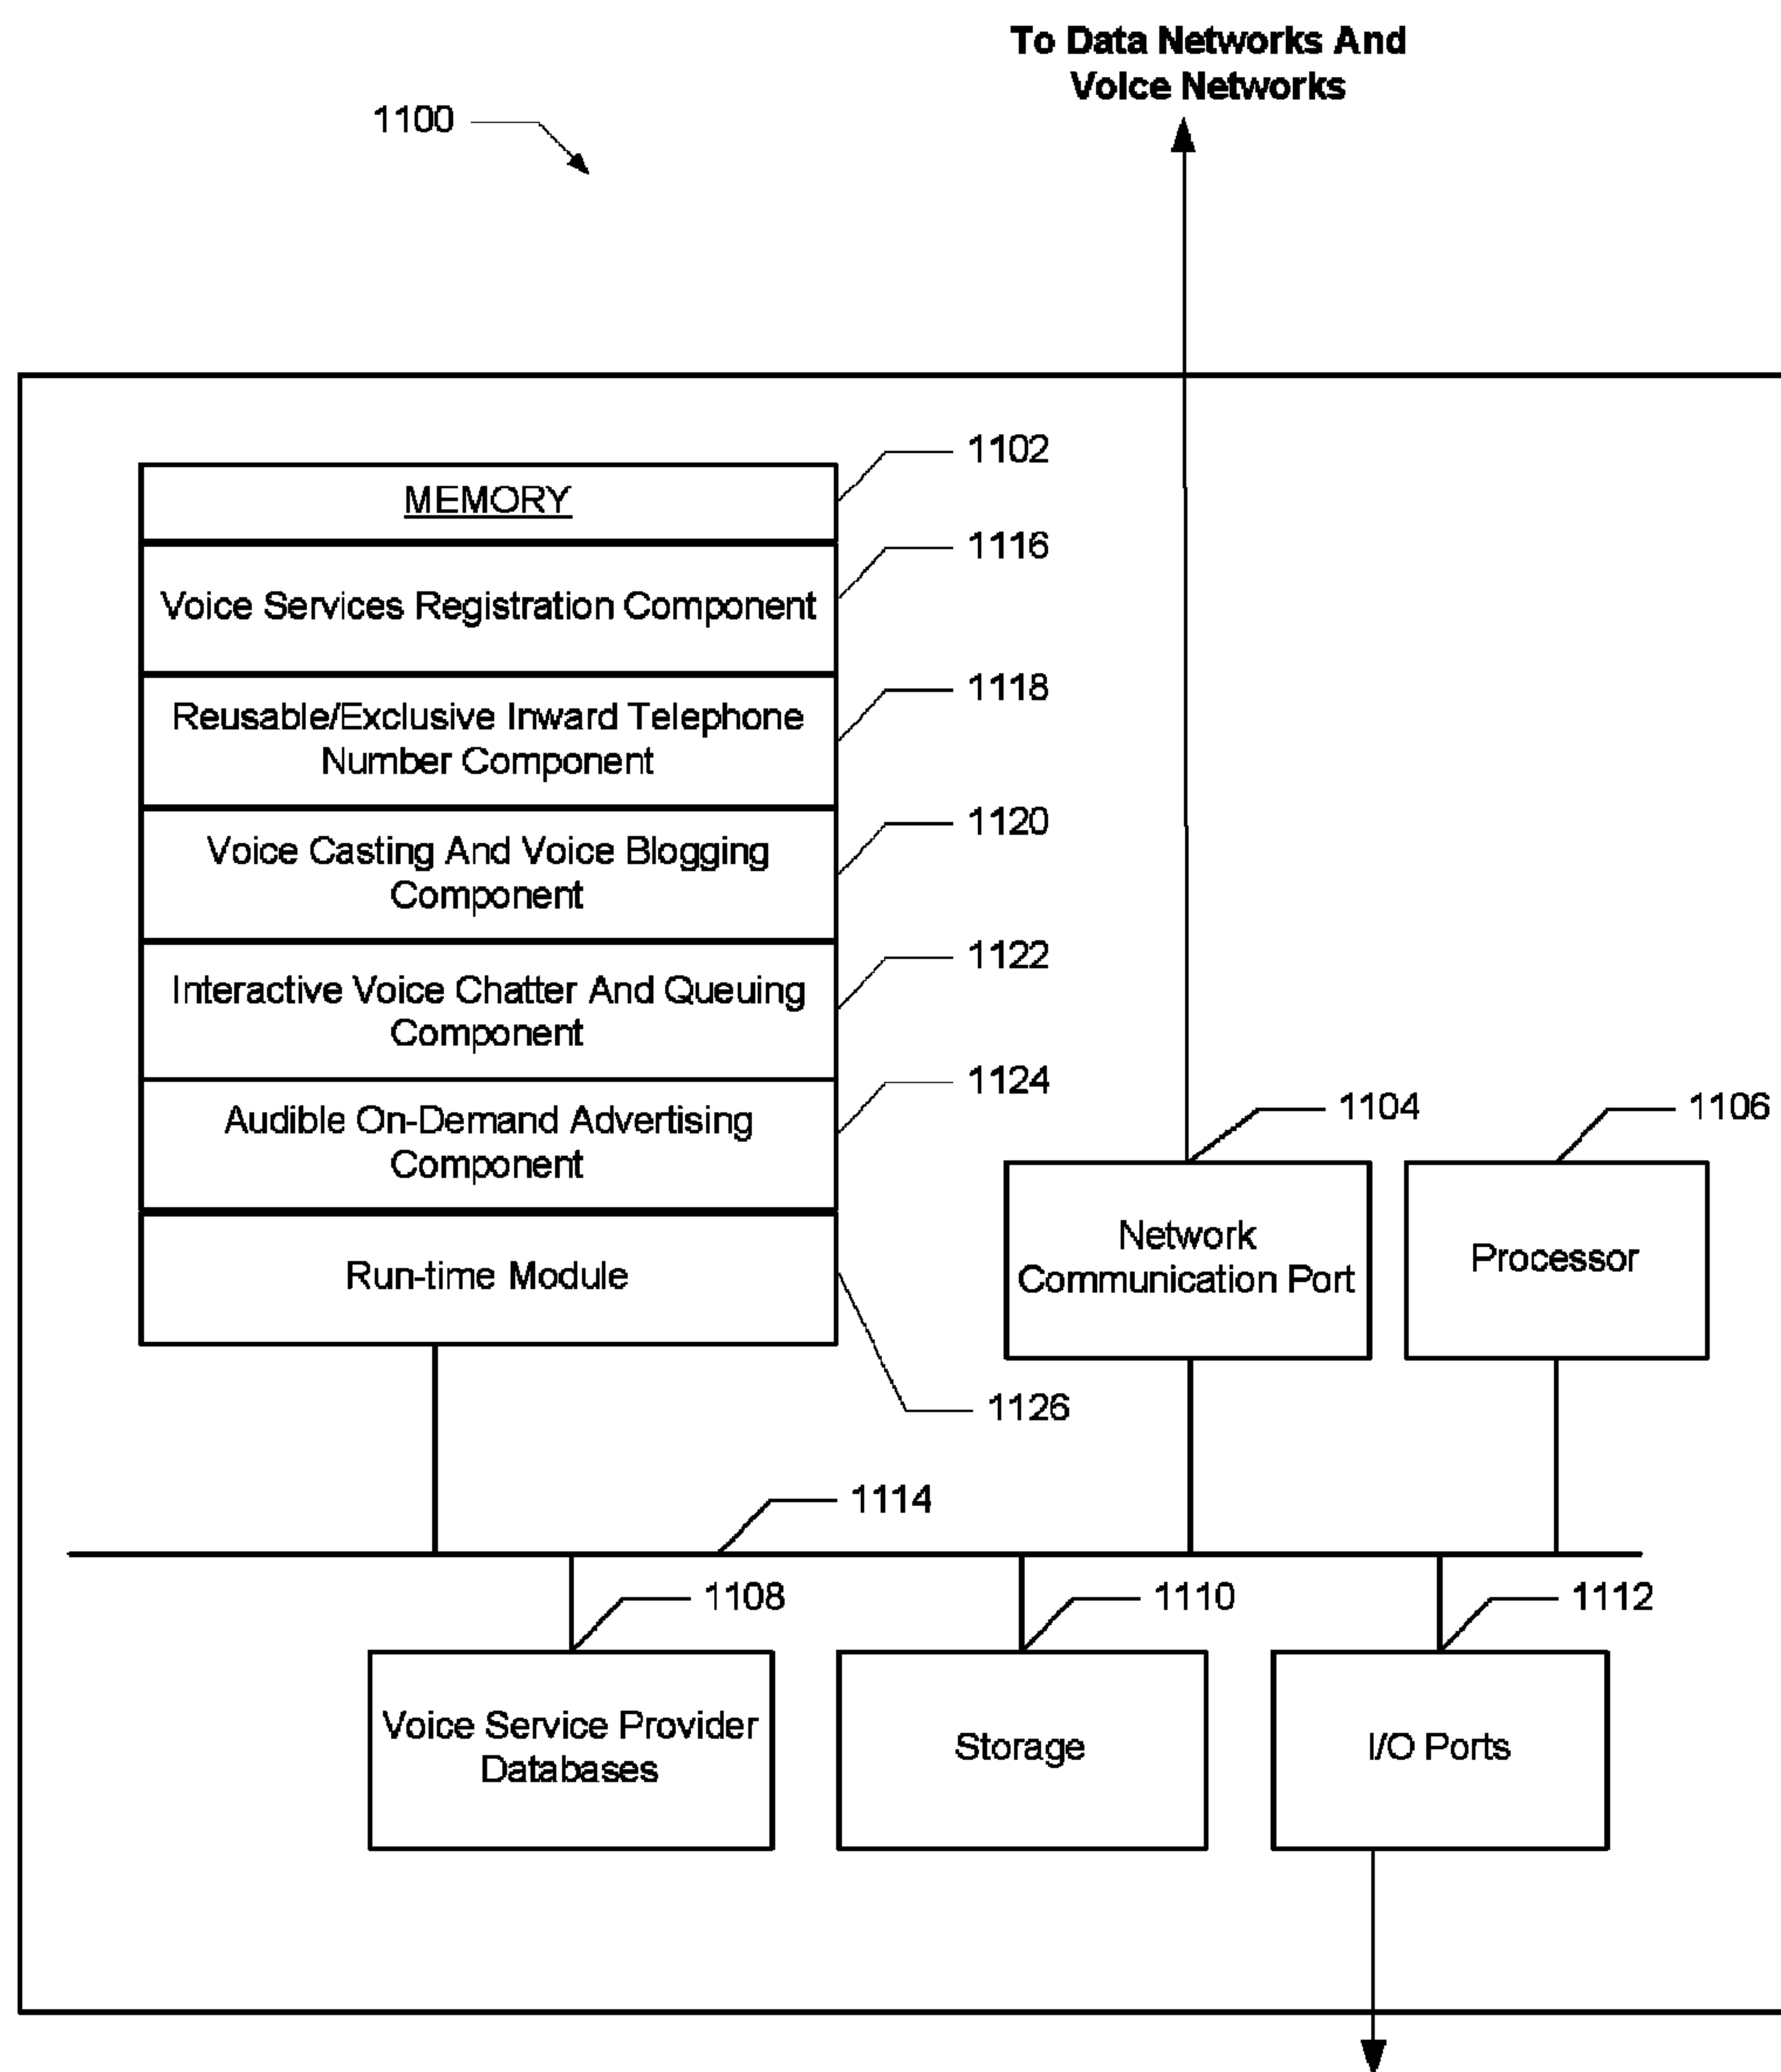 To Data Networks And
Voice Networks
1100
1102
MEMORY
1116
Voice Services Registration Component
1118
Reusable/Exclusive Inward Telephone
Number Component
1120
Voice Casting And Voice Blogging
Component
1122
Interactive Voice Chatter And Queuing
Component
1124
Audible On-Demand Advertising
Component
1104
1106
Network
Communication Port
Processor
Run-time Module
1126
1114
1108
1110
1112
Voice Service Provider
Databases
Storage
I/O Ports